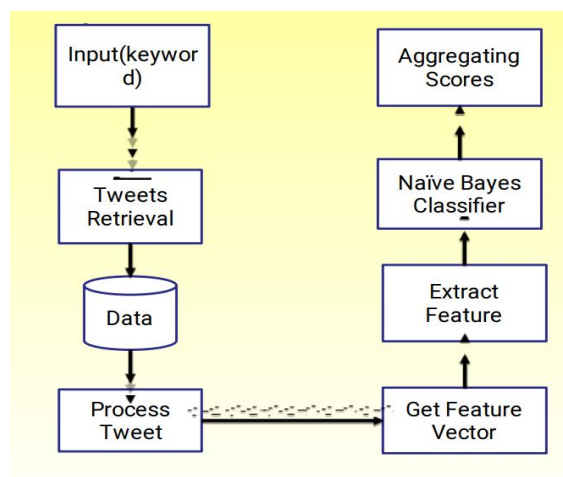 Input(keywor
d)
Tweets
Retrieval
Data
Process
Tweet
Get Feature
Vector
Extract
Feature
Naïve Bayes
Classifier
Aggregating
Scores